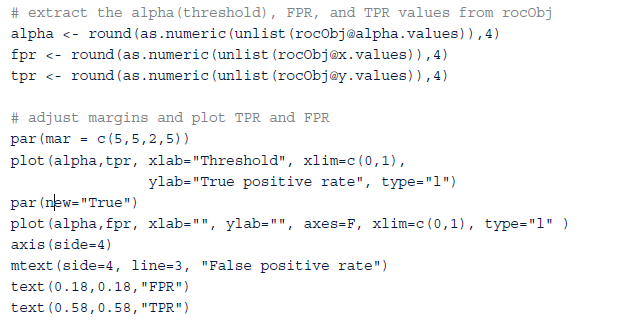 # extract the alpha(threshold), FPR, and TPR values from rocObj
alpha <- round(as.numeric(unlist(rocObj@alpha.values)),4)
fpr <- round(as.numeric(unlist(rocObj@x.values)),4)
tpr <- round(as.numeric(unlist(rocObj@y.values)),4)

# adjust margins and plot TPR and FPR
par(mar = c(5,5,2,5))
plot(alpha,tpr, xlab="Threshold", xlim=c(0,1),
                 ylab="True positive rate", type="l")
par(new="True")
plot(alpha,fpr, xlab="", ylab="", axes=F, xlim=c(0,1), type="l" )
axis(side=4)
mtext(side=4, line=3, "False positive rate")
text(0.18,0.18,"FPR")
text(0.58,0.58,"TPR")